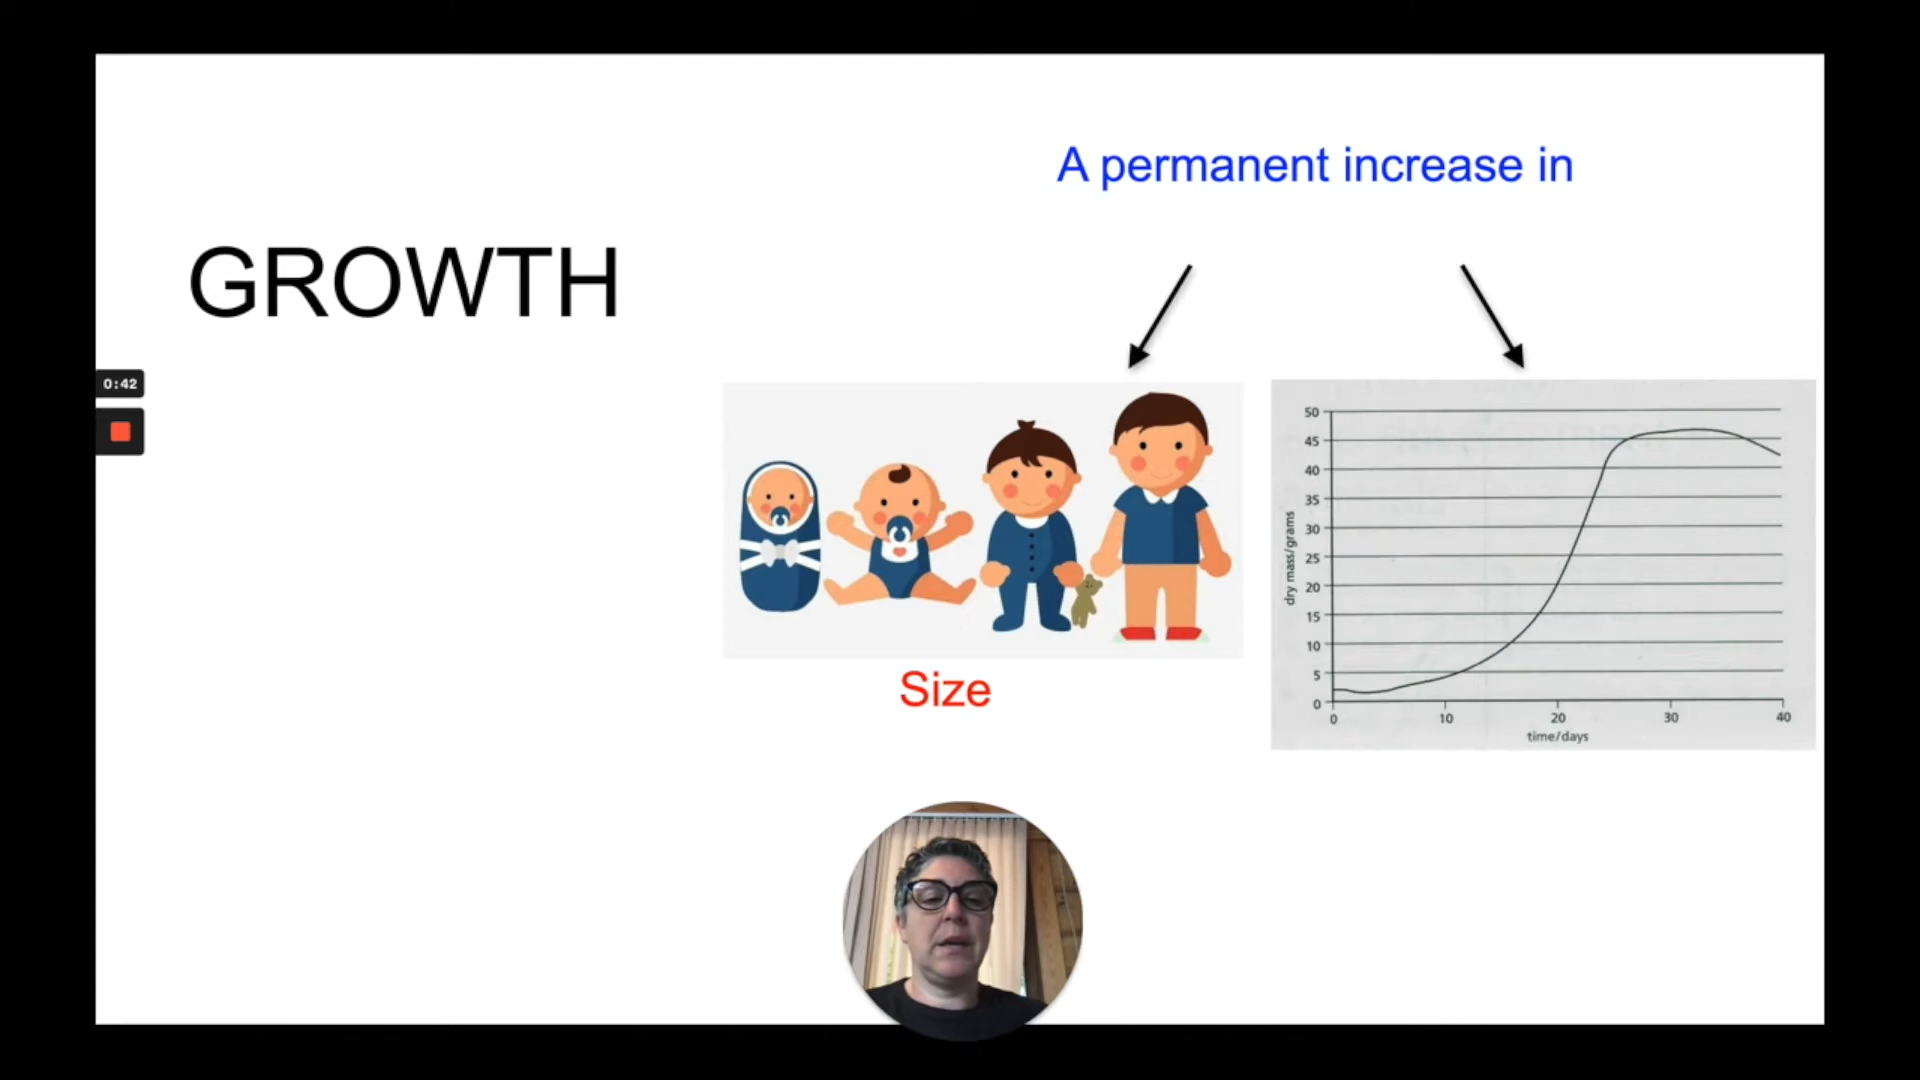 A permanent increase in
GROWTH
0:42
Size
50
45
40
35
30
25
20
15
10
5
0
dry mass/grams
0 10 20 30 40
time/days